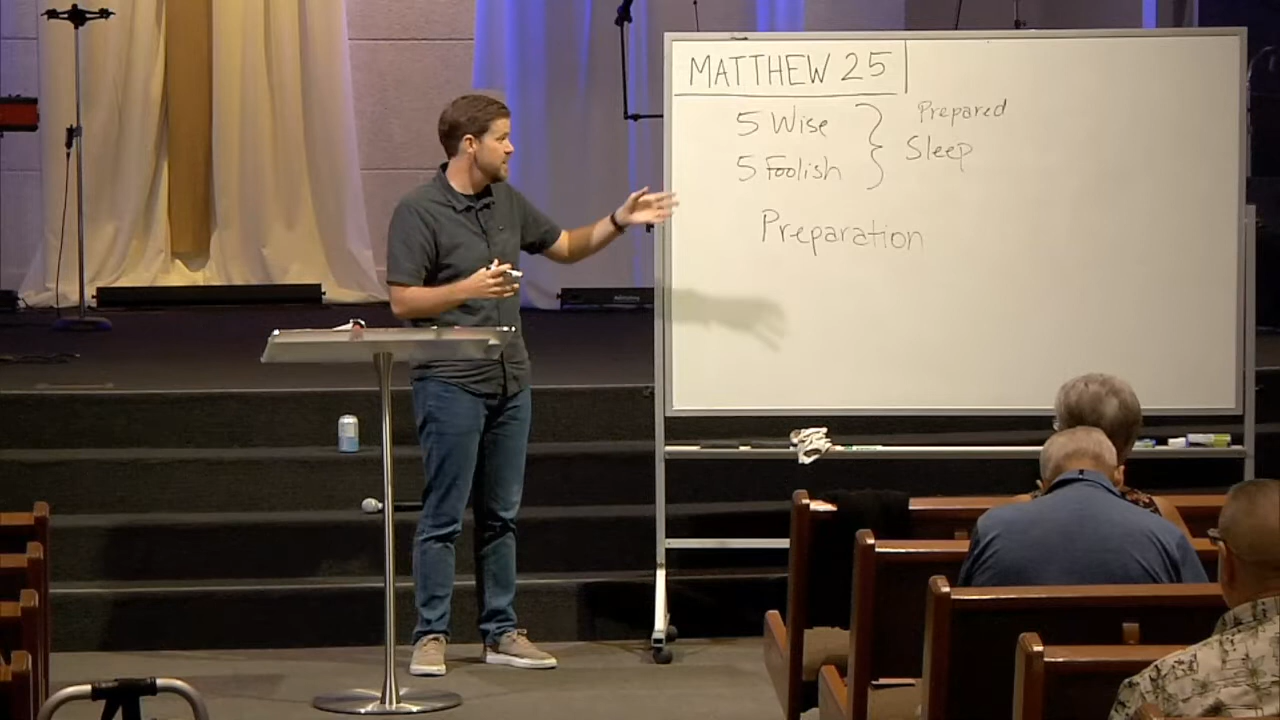 MATTHEW 25
5 Wise
5 Foolish
Prepared
Sleep
Preparation